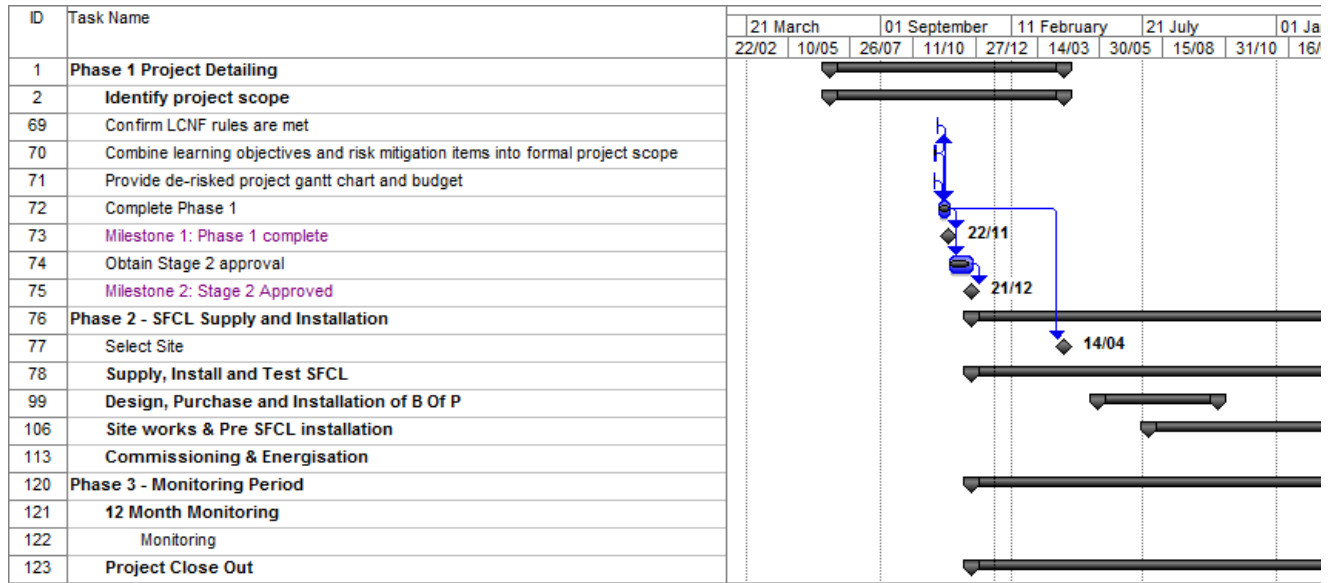 ID Task Name
21 March 01 September 11 February 21 July 01 Ja
22/02 10/05 26/07 11/10 27/12 14/03 30/05 15/08 31/10 16/
1 Phase 1 Project Detailing
2 Identify project scope
69 Confirm LCNF rules are met
70 Combine learning objectives and risk mitigation items into formal project scope
71 Provide de-risked project gantt chart and budget
72 Complete Phase 1
73 Milestone 1: Phase 1 complete 22/11
74 Obtain Stage 2 approval
75 Milestone 2: Stage 2 Approved 21/12
76 Phase 2 - SFCL Supply and Installation
77 Select Site 14/04
78 Supply, Install and Test SFCL
99 Design, Purchase and Installation of B Of P
106 Site works & Pre SFCL installation
113 Commissioning & Energisation
120 Phase 3 - Monitoring Period
121 12 Month Monitoring
122 Monitoring
123 Project Close Out